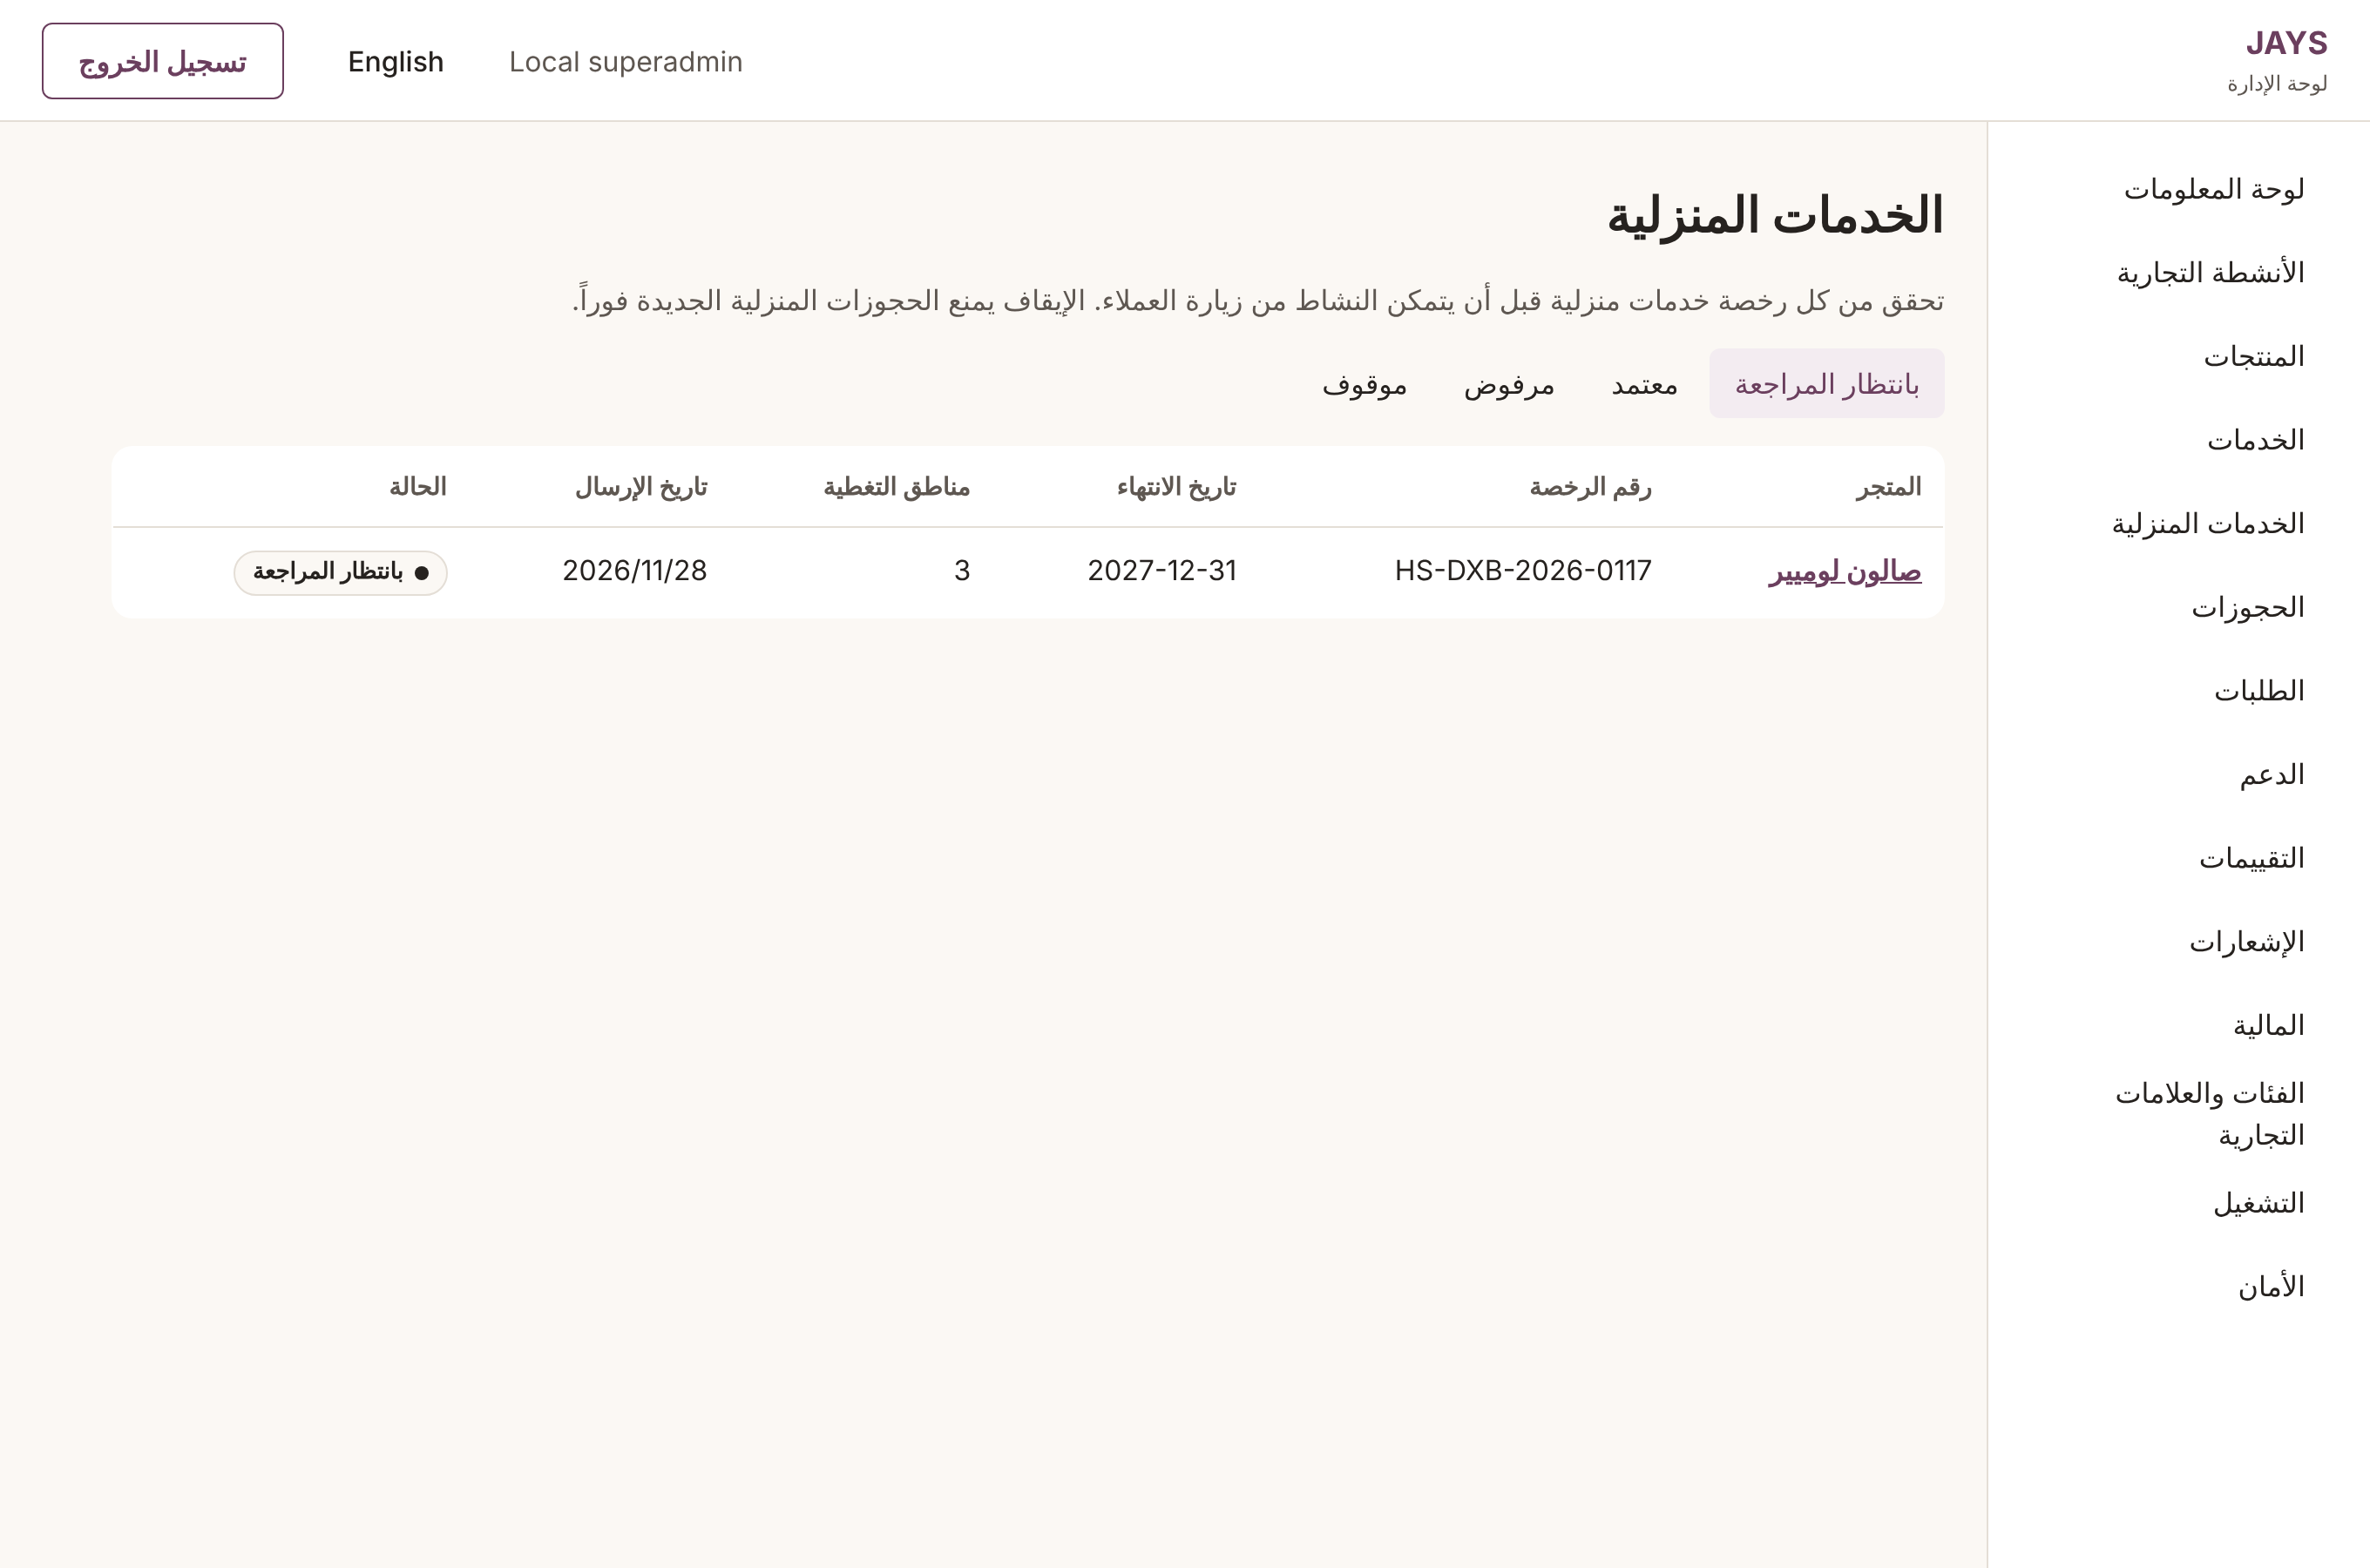 JAYS
لوحة الإدارة
Local superadmin
English
تسجيل الخروج
لوحة المعلومات
الأنشطة التجارية
المنتجات
الخدمات
الخدمات المنزلية
الحجوزات
الطلبات
الدعم
التقييمات
الإشعارات
المالية
الفئات والعلامات
التجارية
التشغيل
الأمان
الخدمات المنزلية
تحقق من كل رخصة خدمات منزلية قبل أن يتمكن النشاط من زيارة العملاء. الإيقاف يمنع الحجوزات المنزلية الجديدة فوراً.
بانتظار المراجعة معتمد مرفوض موقوف
المتجر رقم الرخصة تاريخ الانتهاء مناطق التغطية تاريخ الإرسال الحالة
صالون لوميير HS-DXB-2026-0117 2027-12-31 3 2026/11/28 بانتظار المراجعة